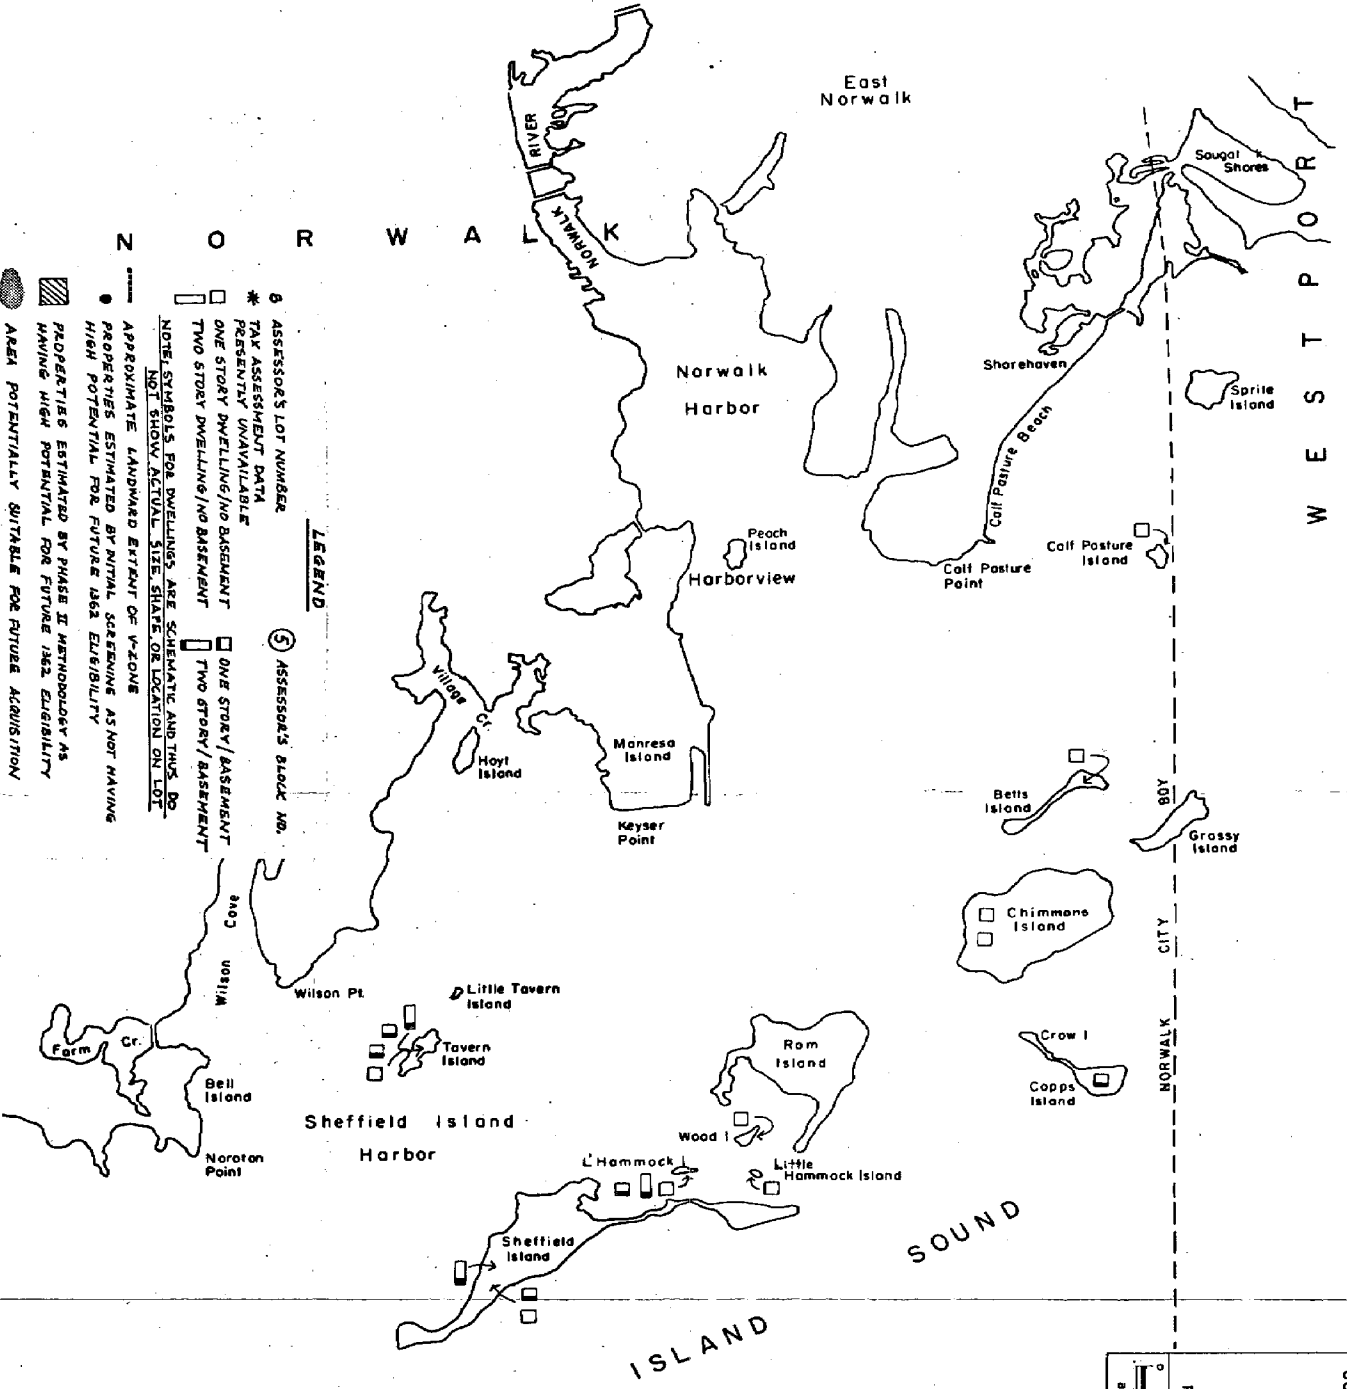 East
Norwalk
RIVER
NORWALK
N O R W A L K
W E S T P O R T
Saugatuck
Shores
Shorehaven
Sprite
Island
Norwalk
Harbor
Calf Pasture Beach
Peach
Island
Harborview
Calf Pasture
Point
Calf Pasture
Island
Village
Cr.
Hoyt
Island
Manresa
Island
Keyser
Point
Betts
Island
BDY
Grassy
Island
Chimmons
Island
CITY
NORWALK
Cove
Wilson
Wilson Pt.
Little Tavern
Island
Tavern
Island
Farm Cr.
Bell
Island
Noroton
Point
Sheffield Island
Harbor
Ram
Island
Crow I
Copps
Island
Wood I
L'Hammock I
Little
Hammock Island
Sheffield
Island
SOUND
ISLAND
LEGEND
8 ASSESSOR'S LOT NUMBER
5 ASSESSOR'S BLOCK NO.
* TAX ASSESSMENT DATA
PRESENTLY UNAVAILABLE
ONE STORY DWELLING/NO BASEMENT
ONE STORY/BASEMENT
TWO STORY DWELLING/NO BASEMENT
TWO STORY/BASEMENT
NOTE: SYMBOLS FOR DWELLINGS ARE SCHEMATIC AND THUS DO
NOT SHOW ACTUAL SIZE, SHAPE, OR LOCATION ON LOT
APPROXIMATE LANDWARD EXTENT OF V-ZONE
PROPERTIES ESTIMATED BY INITIAL SCREENING AS NOT HAVING
HIGH POTENTIAL FOR FUTURE 1362 ELIGIBILITY
PROPERTIES ESTIMATED BY PHASE II METHODOLOGY AS
HAVING HIGH POTENTIAL FOR FUTURE 1362 ELIGIBILITY
AREA POTENTIALLY SUITABLE FOR FUTURE ACQUISITION